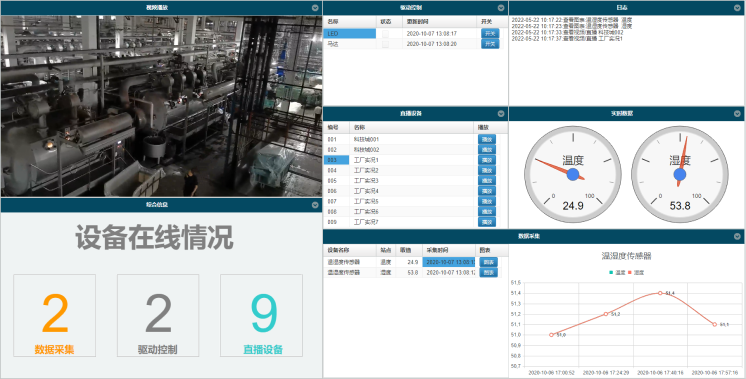 视频播放
驱动控制
名称 状态 更新时间 开关
LED 2020-10-07 13:08:17 开关
马达 2020-10-07 13:08:20 开关
日志
2022-05-22 10:17:22:查看图表:温湿度传感器 温度
2022-05-22 10:17:23:查看图表:温湿度传感器 湿度
2022-05-22 10:17:33:查看视频/直播 科技城002
2022-05-22 10:17:37:查看视频/直播 工厂实况1
直播设备
编号 名称 播放
001 科技城001 播放
002 科技城002 播放
003 工厂实况1 播放
004 工厂实况2 播放
005 工厂实况3 播放
006 工厂实况4 播放
007 工厂实况5 播放
008 工厂实况6 播放
009 工厂实况7 播放
实时数据
温度
0 100
24.9
湿度
0 100
53.8
综合信息
设备在线情况
2
数据采集
2
驱动控制
9
直播设备
数据采集
设备名称 站点 采集时间 图表
温湿度传感器 温度 24.9 2020-10-07 13:08:12 图表
温湿度传感器 湿度 53.8 2020-10-07 13:08:12 图表
温湿度传感器
温度 湿度
51.5
51.4
51.3
51.2
51.1
51.0
50.9
50.8
50.7
51.0
51.2
51.4
51.1
2020-10-06 17:00:52 2020-10-06 17:24:29 2020-10-06 17:40:16 2020-10-06 17:57:16